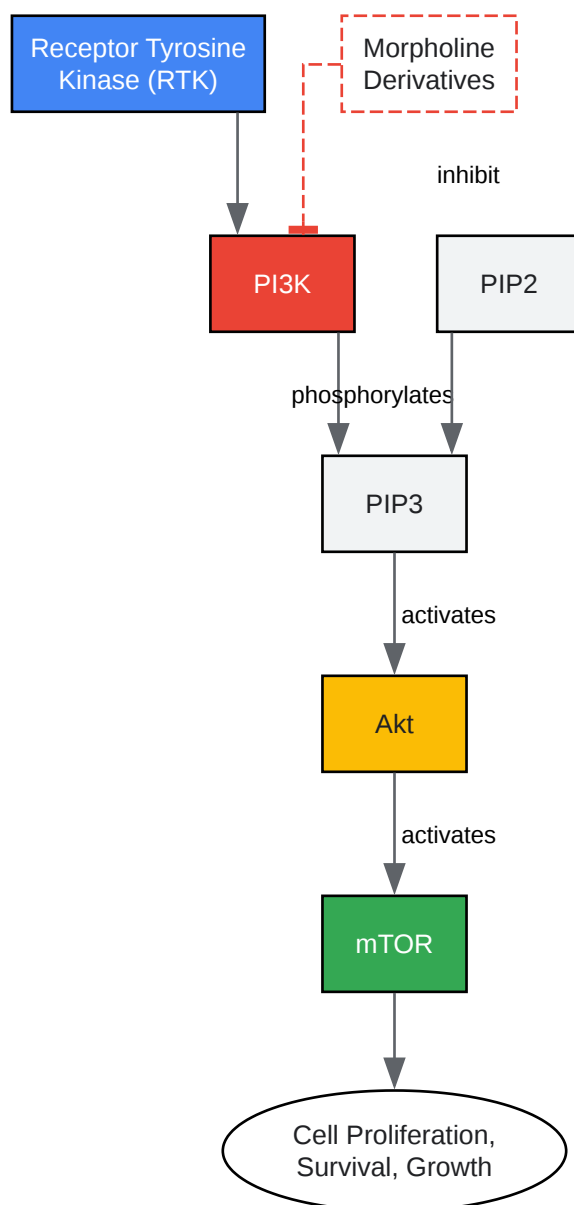 Receptor Tyrosine
Kinase (RTK)
Morpholine
Derivatives
inhibit
PI3K
PIP2
phosphorylates
PIP3
activates
Akt
activates
mTOR
Cell Proliferation,
Survival, Growth